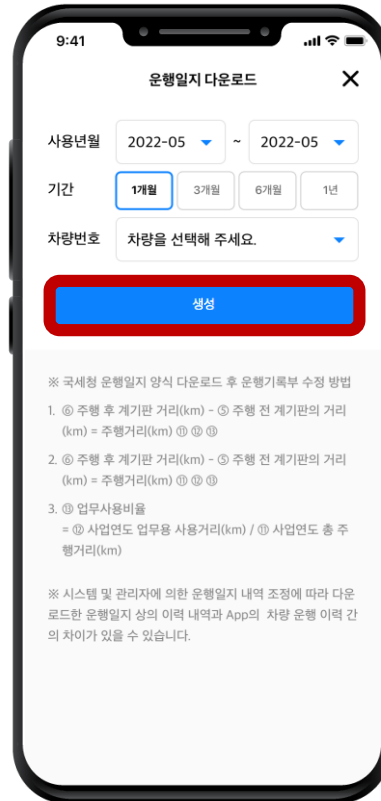 9:41
운행일지 다운로드
사용년월 2022-05 ~ 2022-05
기간 1개월 3개월 6개월 1년
차량번호 차량을 선택해 주세요.
생성
※ 국세청 운행일지 양식 다운로드 후 운행기록부 수정 방법
1. ⑥ 주행 후 계기판 거리(km) - ⑤ 주행 전 계기판의 거리
(km) = 주행거리(km) ⑪ ⑫ ⑬
2. ⑥ 주행 후 계기판 거리(km) - ⑤ 주행 전 계기판의 거리
(km) = 주행거리(km) ⑪ ⑫ ⑬
3. ⑬ 업무사용비율
= ⑫ 사업연도 업무용 사용거리(km) / ⑪ 사업연도 총 주
행거리(km)
※ 시스템 및 관리자에 의한 운행일지 내역 조정에 따라 다운
로드한 운행일지 상의 이력 내역과 App의 차량 운행 이력 간
의 차이가 있을 수 있습니다.